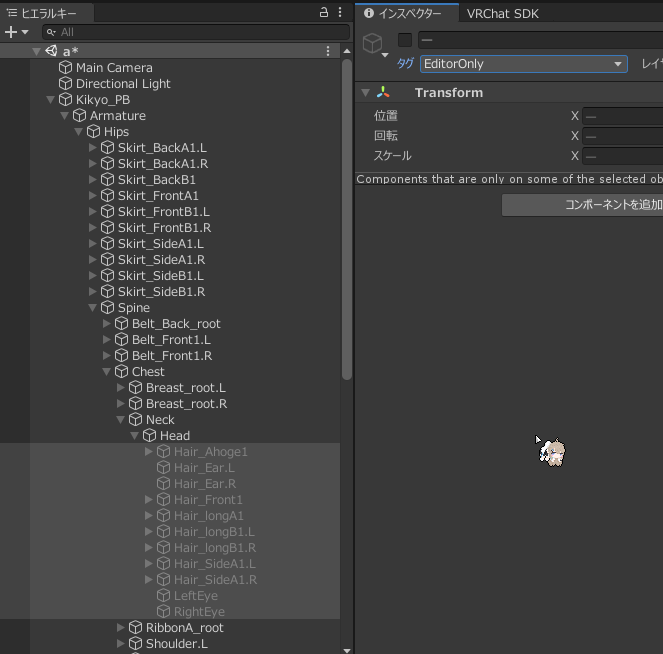 ヒエラルキー
All
a*
Main Camera
Directional Light
Kikyo_PB
Armature
Hips
Skirt_BackA1.L
Skirt_BackA1.R
Skirt_BackB1
Skirt_FrontA1
Skirt_FrontB1.L
Skirt_FrontB1.R
Skirt_SideA1.L
Skirt_SideA1.R
Skirt_SideB1.L
Skirt_SideB1.R
Spine
Belt_Back_root
Belt_Front1.L
Belt_Front1.R
Chest
Breast_root.L
Breast_root.R
Neck
Head
Hair_Ahoge1
Hair_Ear.L
Hair_Ear.R
Hair_Front1
Hair_longA1
Hair_longB1.L
Hair_longB1.R
Hair_SideA1.L
Hair_SideA1.R
LeftEye
RightEye
RibbonA_root
Shoulder.L
インスペクター VRChat SDK
—
タグ EditorOnly レイ
Transform
位置 X —
回転 X —
スケール X —
Components that are only on some of the selected ob
コンポーネントを追加